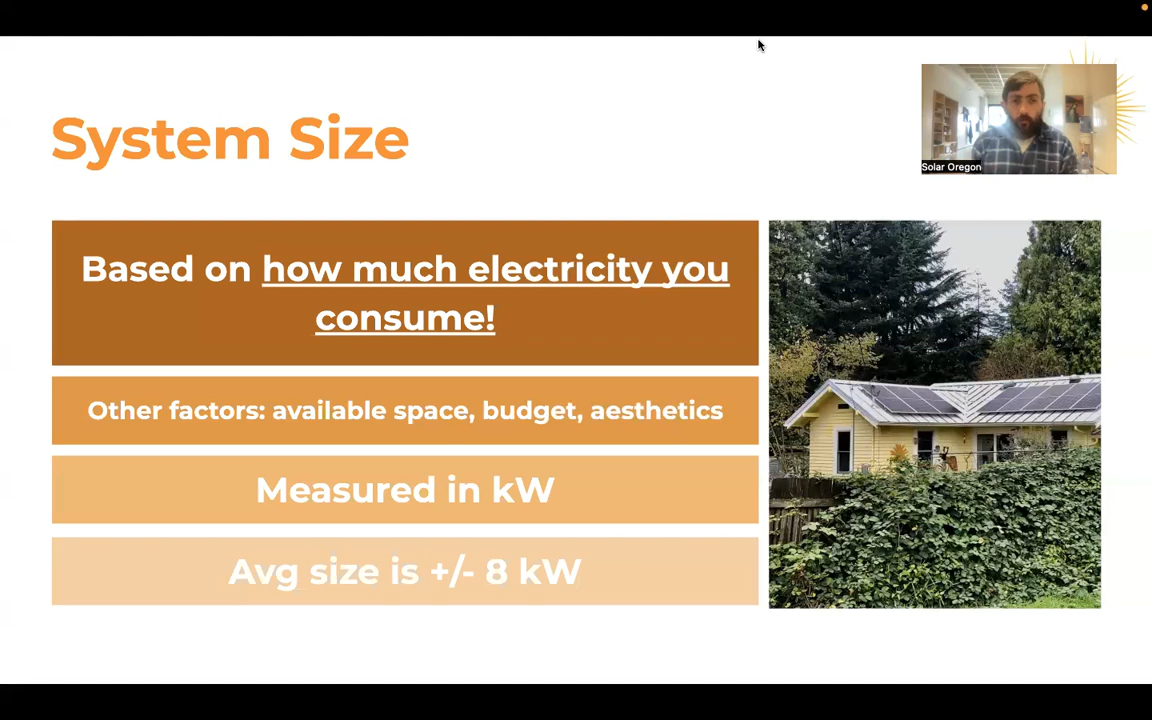 System Size
Solar Oregon
Based on how much electricity you
consume!
Other factors: available space, budget, aesthetics
Measured in kW
Avg size is +/- 8 kW